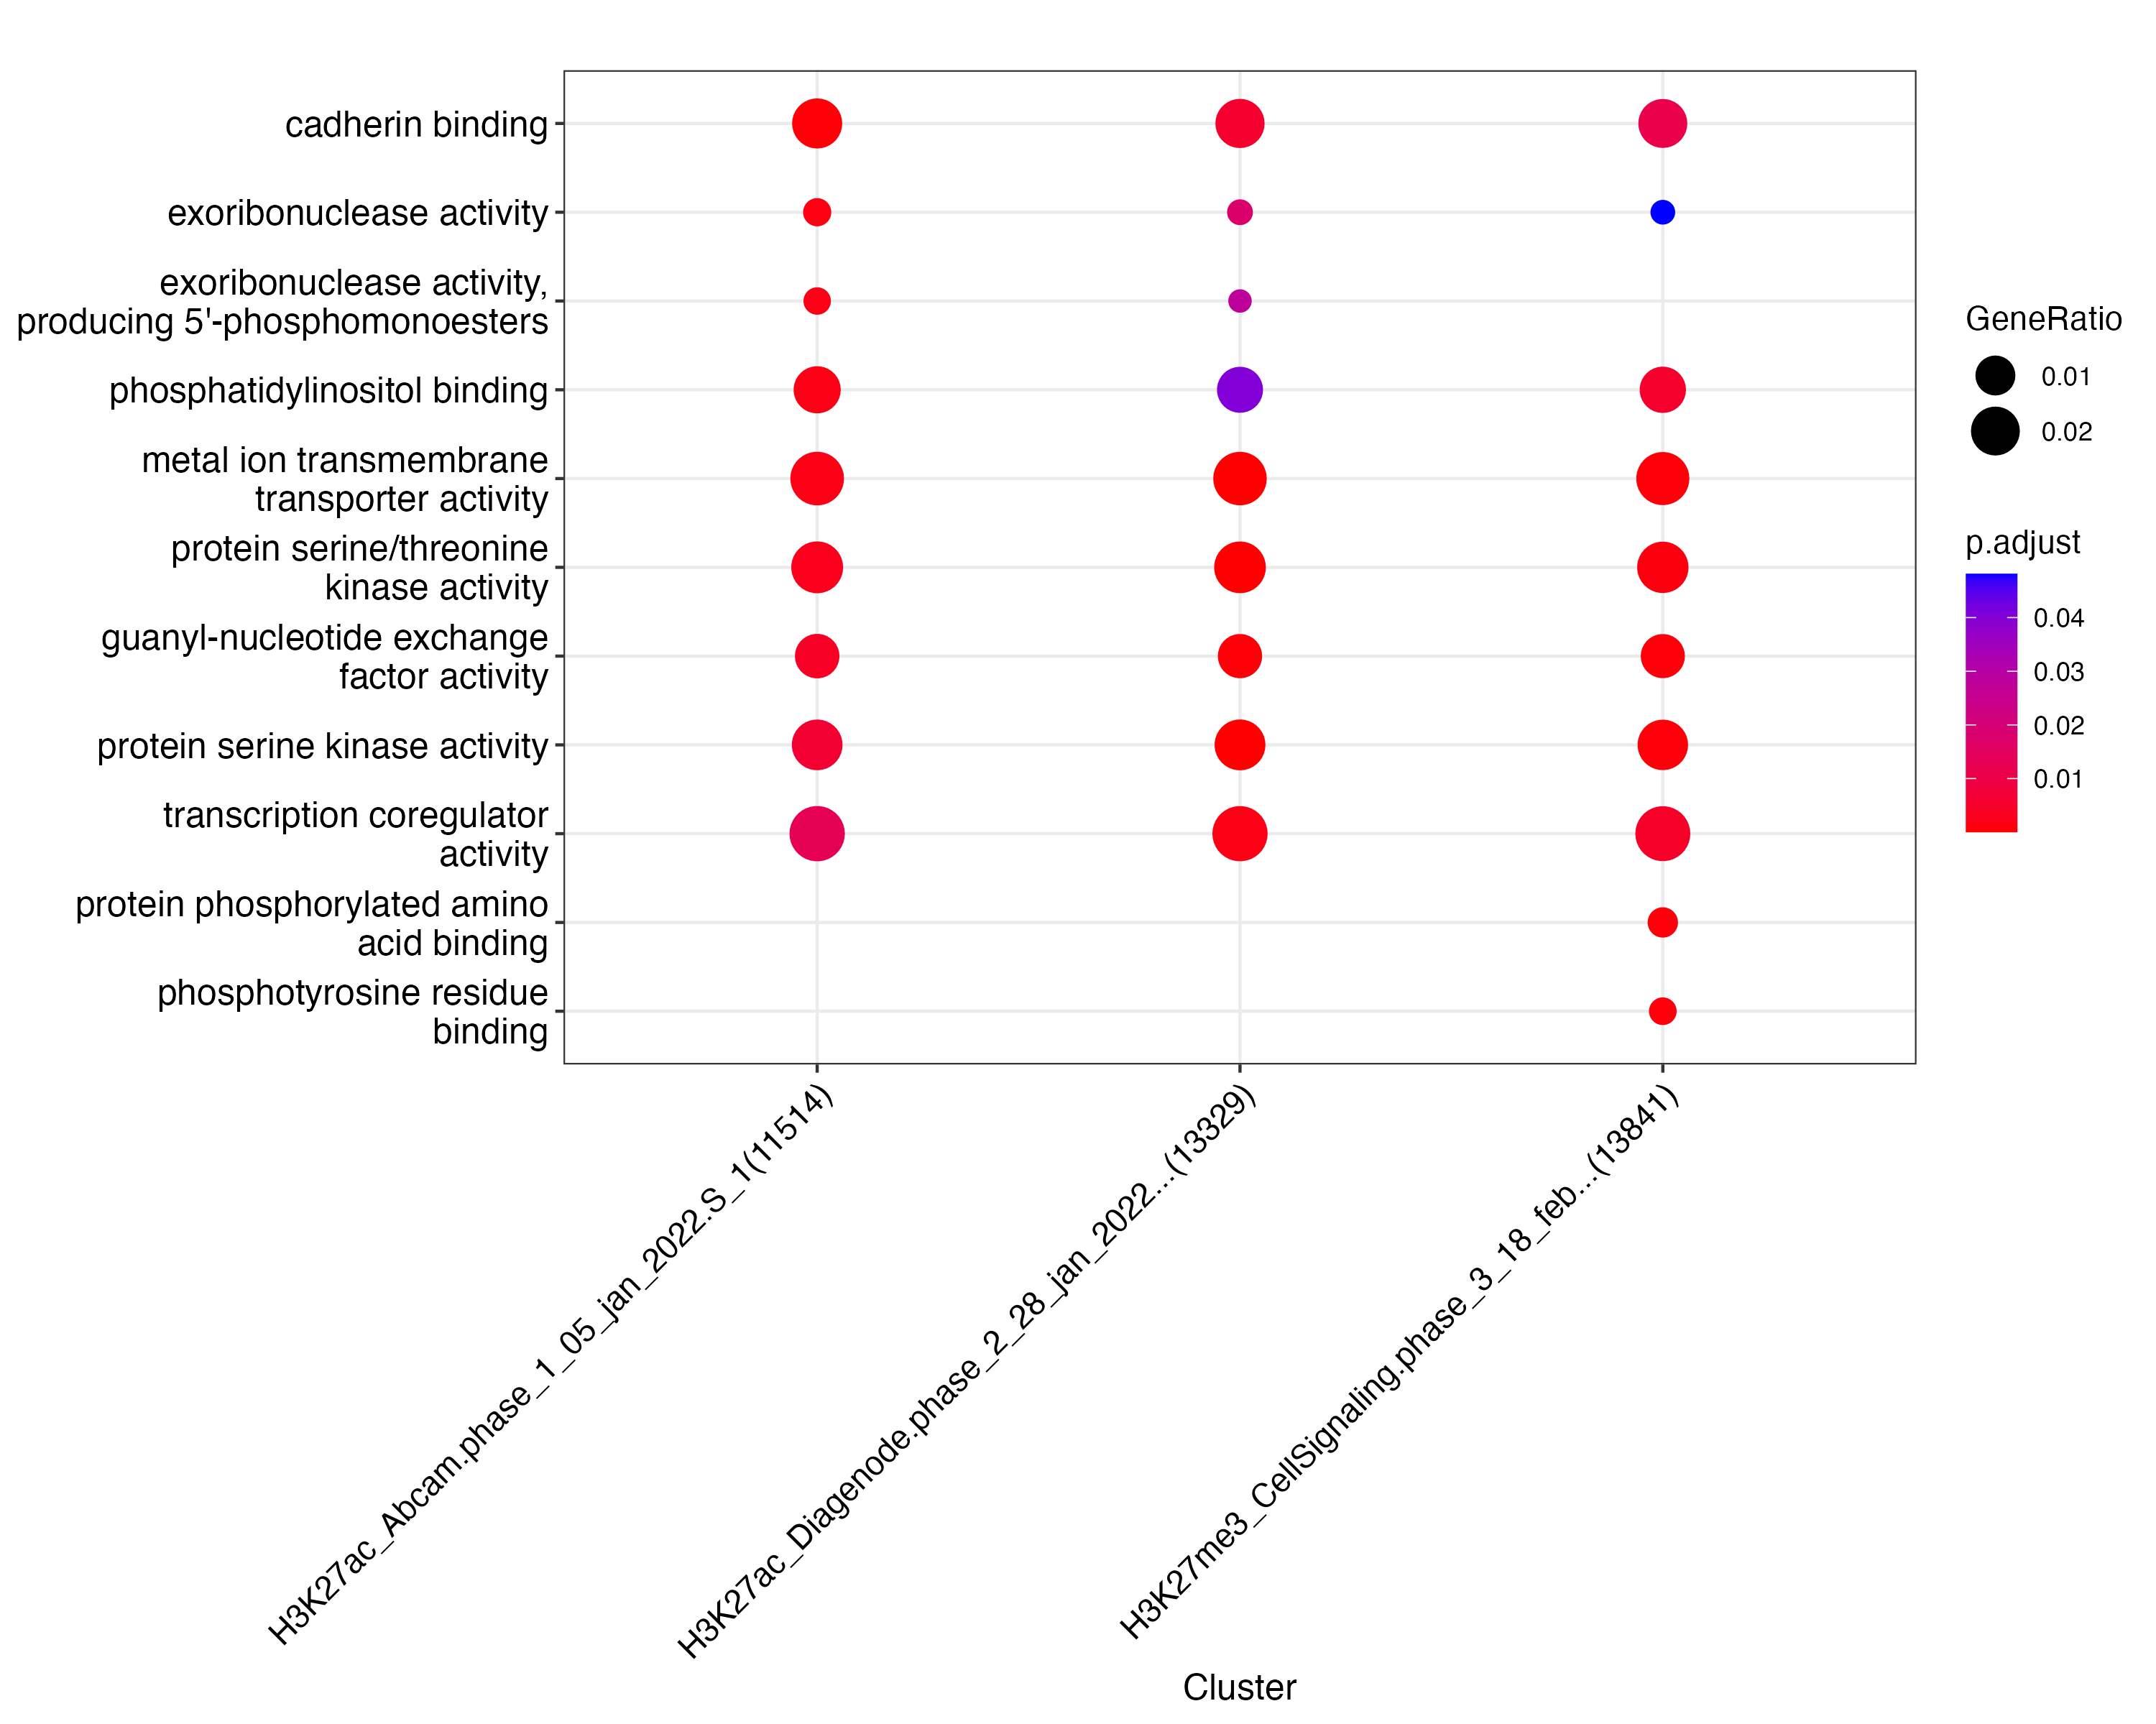 cadherin binding
exoribonuclease activity
exoribonuclease activity,
producing 5'-phosphomonoesters
phosphatidylinositol binding
metal ion transmembrane
transporter activity
protein serine/threonine
kinase activity
guanyl-nucleotide exchange
factor activity
protein serine kinase activity
transcription coregulator
activity
protein phosphorylated amino
acid binding
phosphotyrosine residue
binding
H3K27ac_Abcam.phase_1_05_jan_2022.S_1(11514)
H3K27ac_Diagenode.phase_2_28_jan_2022...(13329)
H3K27me3_CellSignaling.phase_3_18_feb...(13841)
Cluster
GeneRatio
0.01
0.02
p.adjust
0.04
0.03
0.02
0.01